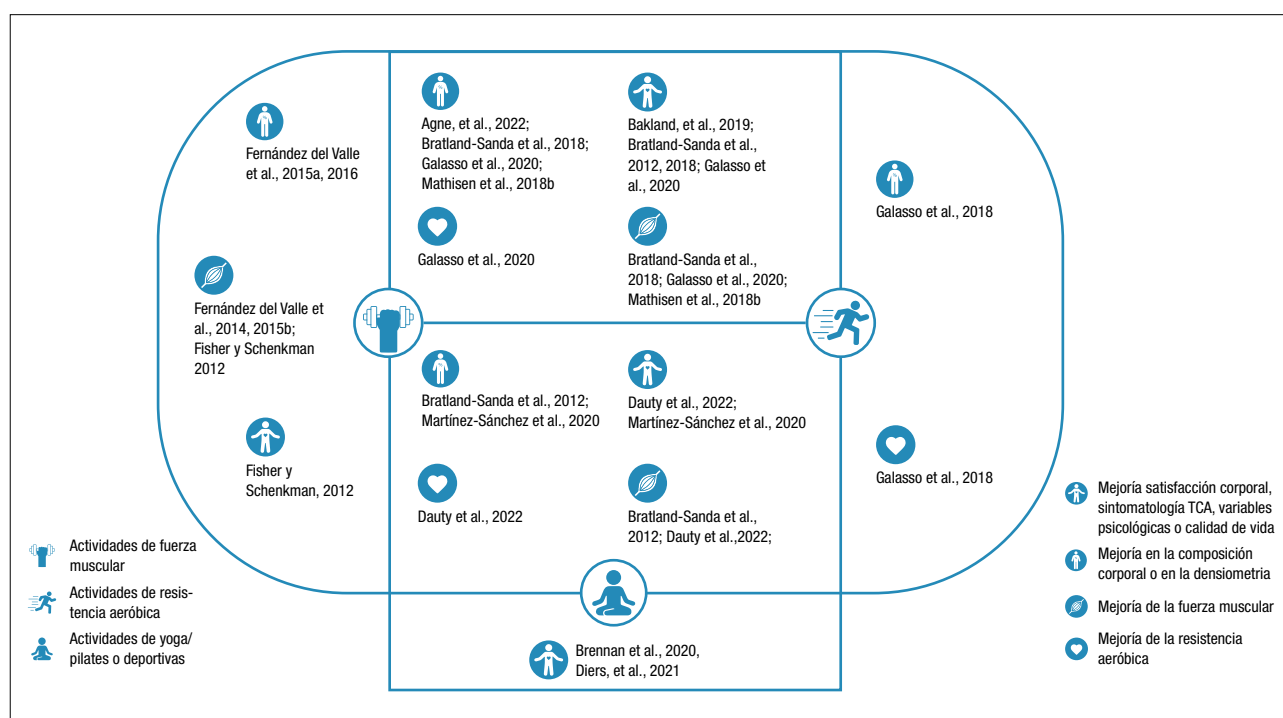 Fernández del Valle
et al., 2015a, 2016
Fernández del Valle et
al., 2014, 2015b;
Fisher y Schenkman
2012
Fisher y
Schenkman, 2012
Agne, et al., 2022;
Bratland-Sanda et al., 2018;
Galasso et al., 2020;
Mathisen et al., 2018b
Bakland, et al., 2019;
Bratland-Sanda et al.,
2012, 2018; Galasso et
al., 2020
Galasso et al., 2020
Bratland-Sanda et al.,
2018; Galasso et al., 2020;
Mathisen et al., 2018b
Bratland-Sanda et al., 2012;
Martínez-Sánchez et al., 2020
Dauty et al., 2022;
Martínez-Sánchez et al., 2020
Dauty et al., 2022
Bratland-Sanda et al.,
2012; Dauty et al.,2022;
Galasso et al., 2018
Galasso et al., 2018
Brennan et al., 2020,
Diers, et al., 2021
Actividades de fuerza
muscular
Actividades de resis-
tencia aeróbica
Actividades de yoga/
pilates o deportivas
Mejoría satisfacción corporal,
sintomatología TCA, variables
psicológicas o calidad de vida
Mejoría en la composición
corporal o en la densiometria
Mejoría de la fuerza muscular
Mejoría de la resistencia
aeróbica